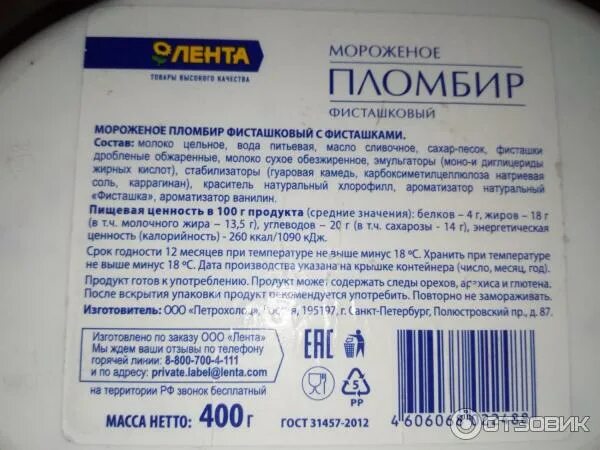 ЛЕНТА
ТОВАРЫ ВЫСОКОГО КАЧЕСТВА
МОРОЖЕНОЕ
ПЛОМБИР
ФИСТАШКОВЫЙ
МОРОЖЕНОЕ ПЛОМБИР ФИСТАШКОВЫЙ С ФИСТАШКАМИ.
Состав: молоко цельное, вода питьевая, масло сливочное, сахар-песок, фисташки
дробленые обжаренные, молоко сухое обезжиренное, эмульгаторы (моно-и диглицериды
жирных кислот), стабилизаторы (гуаровая камедь, карбоксиметилцеллюлоза натриевая
соль, каррагинан), краситель натуральный хлорофилл, ароматизатор натуральный
«Фисташка», ароматизатор ванилин.
Пищевая ценность в 100 г продукта (средние значения): белков – 4 г, жиров – 18 г
(в т.ч. молочного жира – 13,5 г), углеводов – 20 г (в т.ч. сахарозы - 14 г), энергетическая
ценность (калорийность) - 260 ккал/1090 кДж.
Срок годности 12 месяцев при температуре не выше минус 18 °С. Хранить при температуре
не выше минус 18 °С. Дата производства указана на крышке контейнера (число, месяц, год).
Продукт готов к употреблению. Продукт может содержать следы орехов, арахиса и глютена.
После вскрытия упаковки продукт рекомендуется употребить. Повторно не замораживать.
Изготовитель: ООО «Петрохолод», Россия, 195197, г. Санкт-Петербург, Полюстровский пр., д. 87.
Изготовлено по заказу ООО «Лента»
Мы ждем ваши отзывы по телефону
горячей линии: 8-800-700-4-111
и по адресу: private.label@lenta.com
на территории РФ звонок бесплатный
МАССА НЕТТО: 400 г
ЕАС
5
PP
ГОСТ 31457-2012
4 606068
ОТЗОВИК